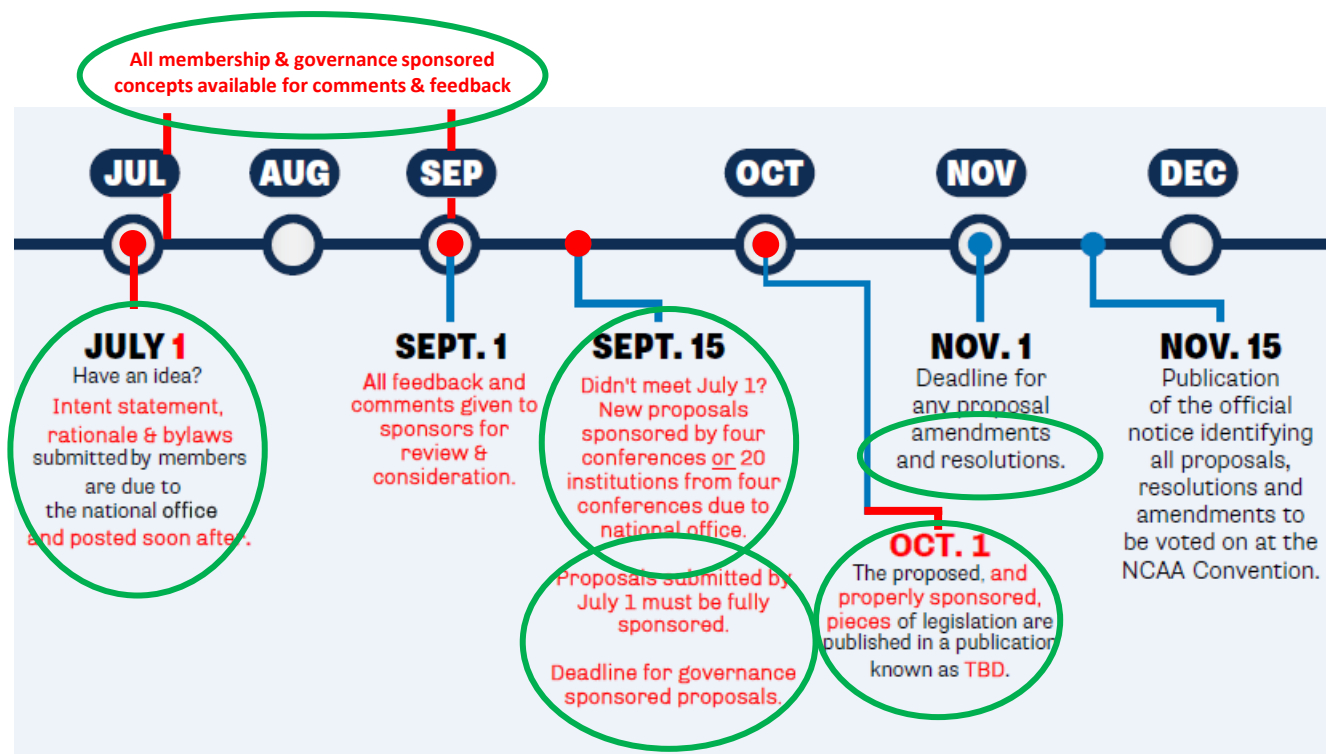 All membership & governance sponsored
concepts available for comments & feedback
JUL
AUG
SEP
OCT
NOV
DEC
JULY 1
Have an idea?
Intent statement,
rationale & bylaws
submitted by members
are due to
the national office
and posted soon after.
SEPT. 1
All feedback and
comments given to
sponsors for
review &
consideration.
SEPT. 15
Didn't meet July 1?
New proposals
sponsored by four
conferences or 20
institutions from four
conferences due to
national office.
Proposals submitted by
July 1 must be fully
sponsored.
Deadline for governance
sponsored proposals.
OCT. 1
The proposed, and
properly sponsored,
pieces of legislation are
published in a publication
known as TBD.
NOV. 1
Deadline for
any proposal
amendments
and resolutions.
NOV. 15
Publication
of the official
notice identifying
all proposals,
resolutions and
amendments to
be voted on at the
NCAA Convention.